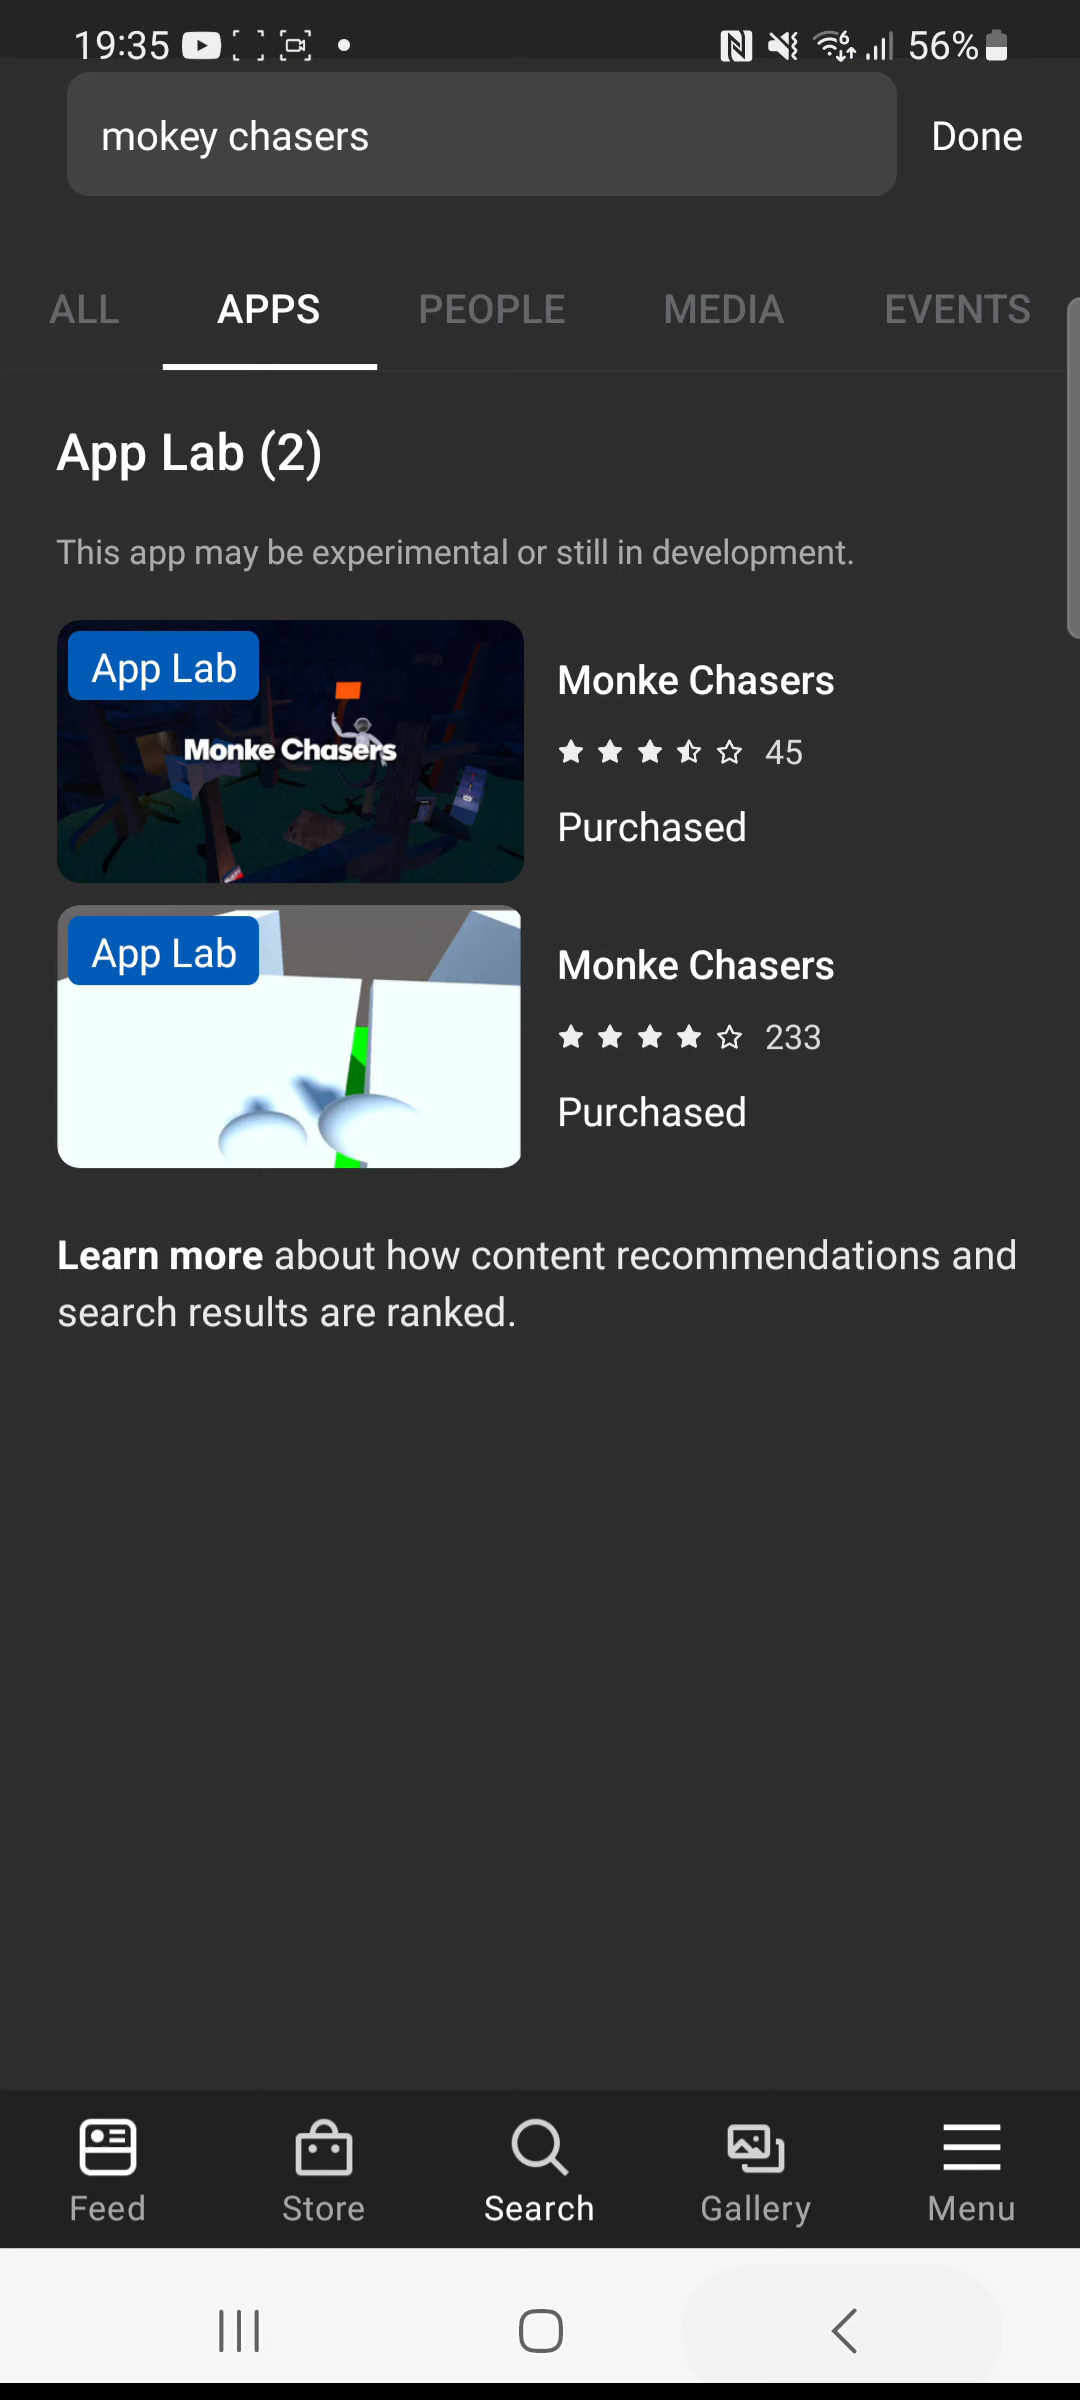 19:35
56%
mokey chasers
Done
ALL
APPS
PEOPLE
MEDIA
EVENTS
App Lab (2)
This app may be experimental or still in development.
App Lab
Monke Chasers
Monke Chasers
45
Purchased
App Lab
Monke Chasers
233
Purchased
Learn more about how content recommendations and
search results are ranked.
Feed
Store
Search
Gallery
Menu